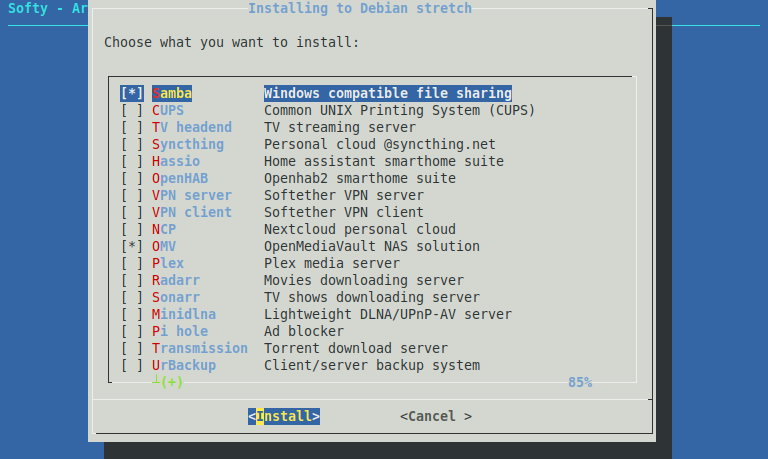 Softy - Ar
Installing to Debian stretch
Choose what you want to install:
[*] Samba Windows compatible file sharing
[ ] CUPS Common UNIX Printing System (CUPS)
[ ] TV headend TV streaming server
[ ] Syncthing Personal cloud @syncthing.net
[ ] Hassio Home assistant smarthome suite
[ ] OpenHAB Openhab2 smarthome suite
[ ] VPN server Softether VPN server
[ ] VPN client Softether VPN client
[ ] NCP Nextcloud personal cloud
[*] OMV OpenMediaVault NAS solution
[ ] Plex Plex media server
[ ] Radarr Movies downloading server
[ ] Sonarr TV shows downloading server
[ ] Minidlna Lightweight DLNA/UPnP-AV server
[ ] Pi hole Ad blocker
[ ] Transmission Torrent download server
[ ] UrBackup Client/server backup system
┴(+) 85%
<Install> <Cancel >